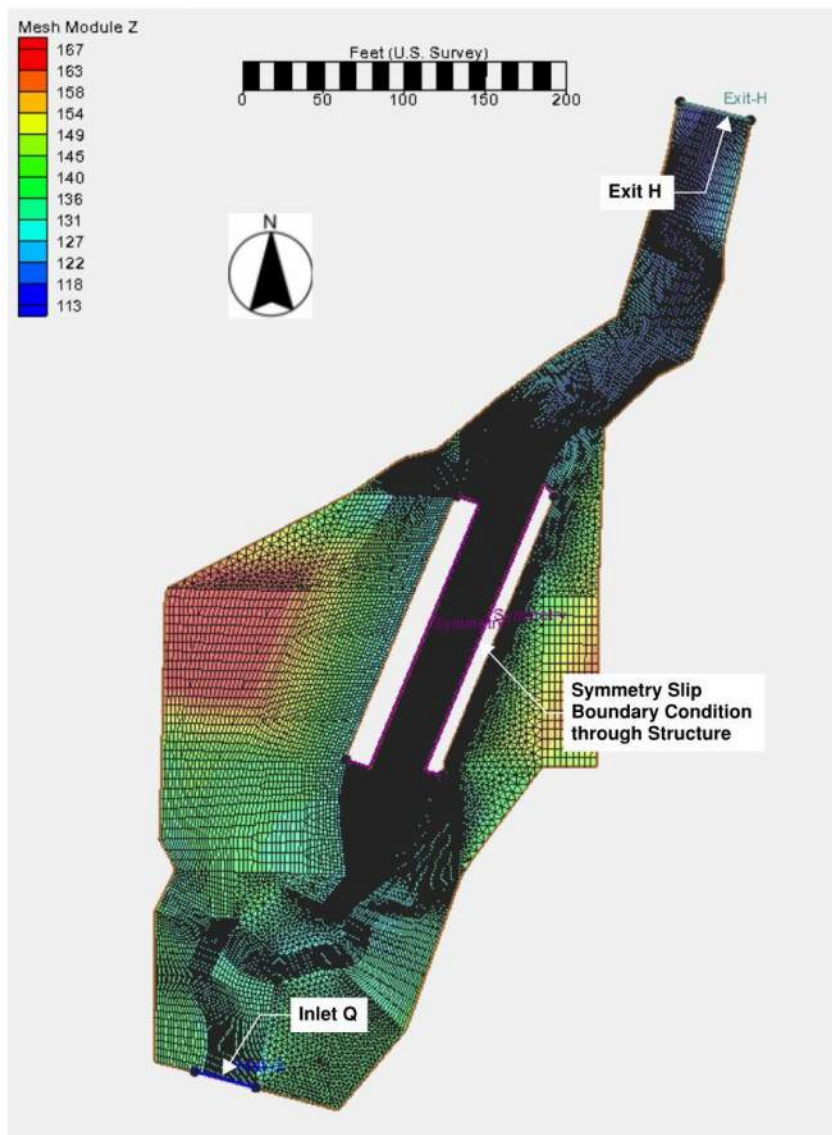 Mesh Module Z
167
163
158
154
149
145
140
136
131
127
122
118
113
Feet (U.S. Survey)
0 50 100 150 200
N
Exit-H
Exit H
Symmetry
Symmetry Slip
Boundary Condition
through Structure
Inlet Q